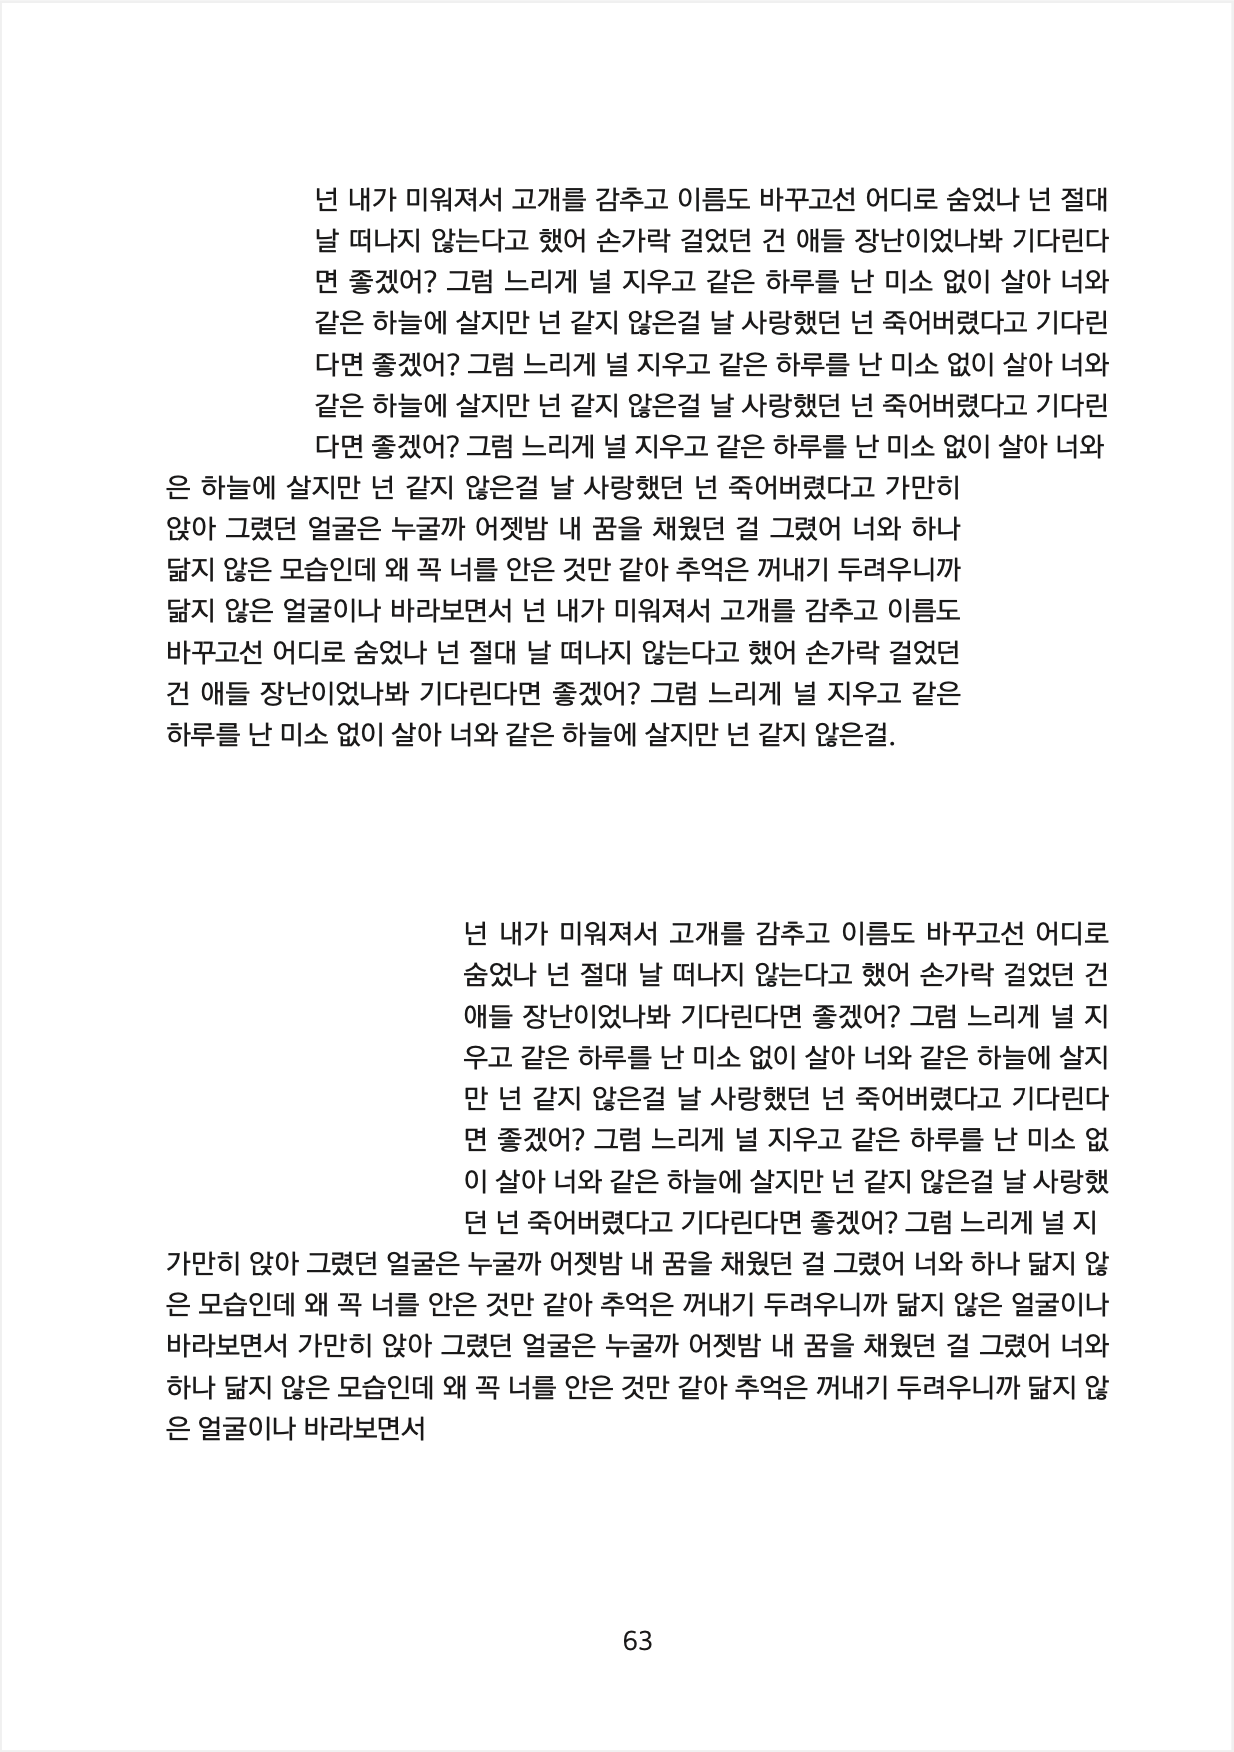 넌 내가 미워져서 고개를 감추고 이름도 바꾸고선 어디로 숨었나 넌 절대
날 떠나지 않는다고 했어 손가락 걸었던 건 애들 장난이었나봐 기다린다
면 좋겠어? 그럼 느리게 널 지우고 같은 하루를 난 미소 없이 살아 너와
같은 하늘에 살지만 넌 같지 않은걸 날 사랑했던 넌 죽어버렸다고 기다린
다면 좋겠어? 그럼 느리게 널 지우고 같은 하루를 난 미소 없이 살아 너와
같은 하늘에 살지만 넌 같지 않은걸 날 사랑했던 넌 죽어버렸다고 기다린
다면 좋겠어? 그럼 느리게 널 지우고 같은 하루를 난 미소 없이 살아 너와
은 하늘에 살지만 넌 같지 않은걸 날 사랑했던 넌 죽어버렸다고 가만히
앉아 그렸던 얼굴은 누굴까 어젯밤 내 꿈을 채웠던 걸 그렸어 너와 하나
닮지 않은 모습인데 왜 꼭 너를 안은 것만 같아 추억은 꺼내기 두려우니까
닮지 않은 얼굴이나 바라보면서 넌 내가 미워져서 고개를 감추고 이름도
바꾸고선 어디로 숨었나 넌 절대 날 떠나지 않는다고 했어 손가락 걸었던
건 애들 장난이었나봐 기다린다면 좋겠어? 그럼 느리게 널 지우고 같은
하루를 난 미소 없이 살아 너와 같은 하늘에 살지만 넌 같지 않은걸.
넌 내가 미워져서 고개를 감추고 이름도 바꾸고선 어디로
숨었나 넌 절대 날 떠나지 않는다고 했어 손가락 걸었던 건
애들 장난이었나봐 기다린다면 좋겠어? 그럼 느리게 널 지
우고 같은 하루를 난 미소 없이 살아 너와 같은 하늘에 살지
만 넌 같지 않은걸 날 사랑했던 넌 죽어버렸다고 기다린다
면 좋겠어? 그럼 느리게 널 지우고 같은 하루를 난 미소 없
이 살아 너와 같은 하늘에 살지만 넌 같지 않은걸 날 사랑했
던 넌 죽어버렸다고 기다린다면 좋겠어? 그럼 느리게 널 지
가만히 앉아 그렸던 얼굴은 누굴까 어젯밤 내 꿈을 채웠던 걸 그렸어 너와 하나 닮지 않
은 모습인데 왜 꼭 너를 안은 것만 같아 추억은 꺼내기 두려우니까 닮지 않은 얼굴이나
바라보면서 가만히 앉아 그렸던 얼굴은 누굴까 어젯밤 내 꿈을 채웠던 걸 그렸어 너와
하나 닮지 않은 모습인데 왜 꼭 너를 안은 것만 같아 추억은 꺼내기 두려우니까 닮지 않
은 얼굴이나 바라보면서
63